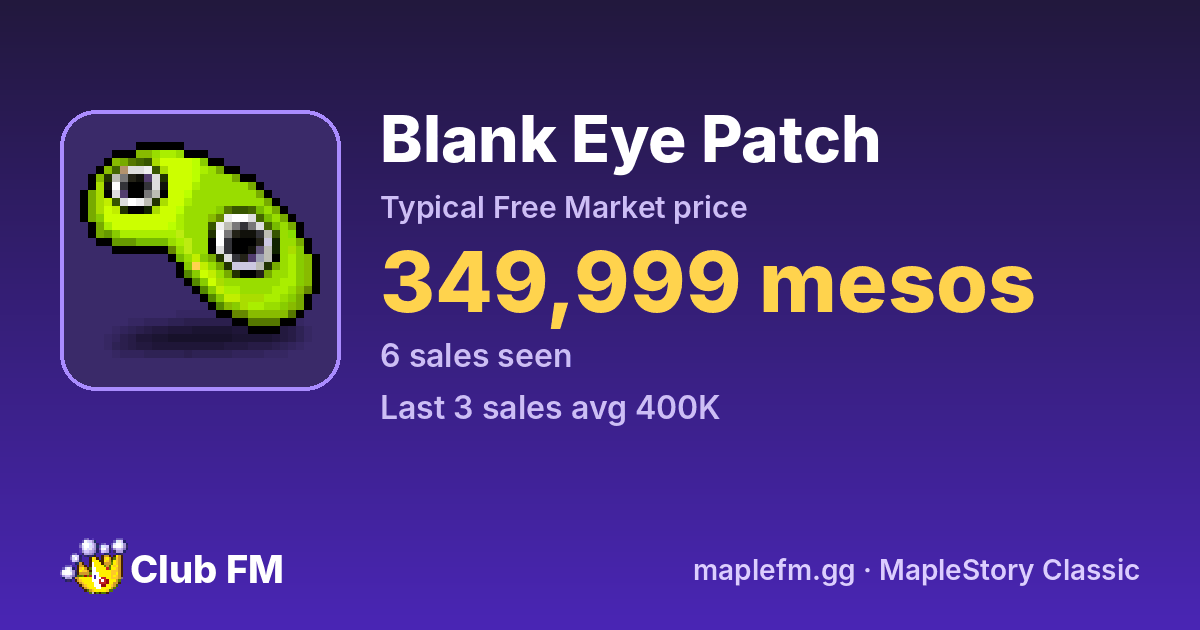 Blank Eye Patch
Typical Free Market price
349,999 mesos
6 sales seen
Last 3 sales avg 400K
Club FM
maplefm.gg · MapleStory Classic